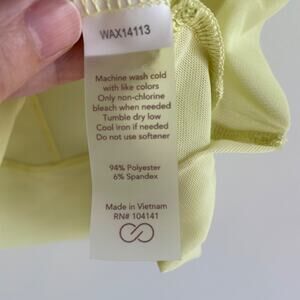 WAX14113
Machine wash cold
with like colors
Only non-chlorine
bleach when needed
Tumble dry low
Cool iron if needed
Do not use softener
94% Polyester
6% Spandex
Made in Vietnam
RN# 104141